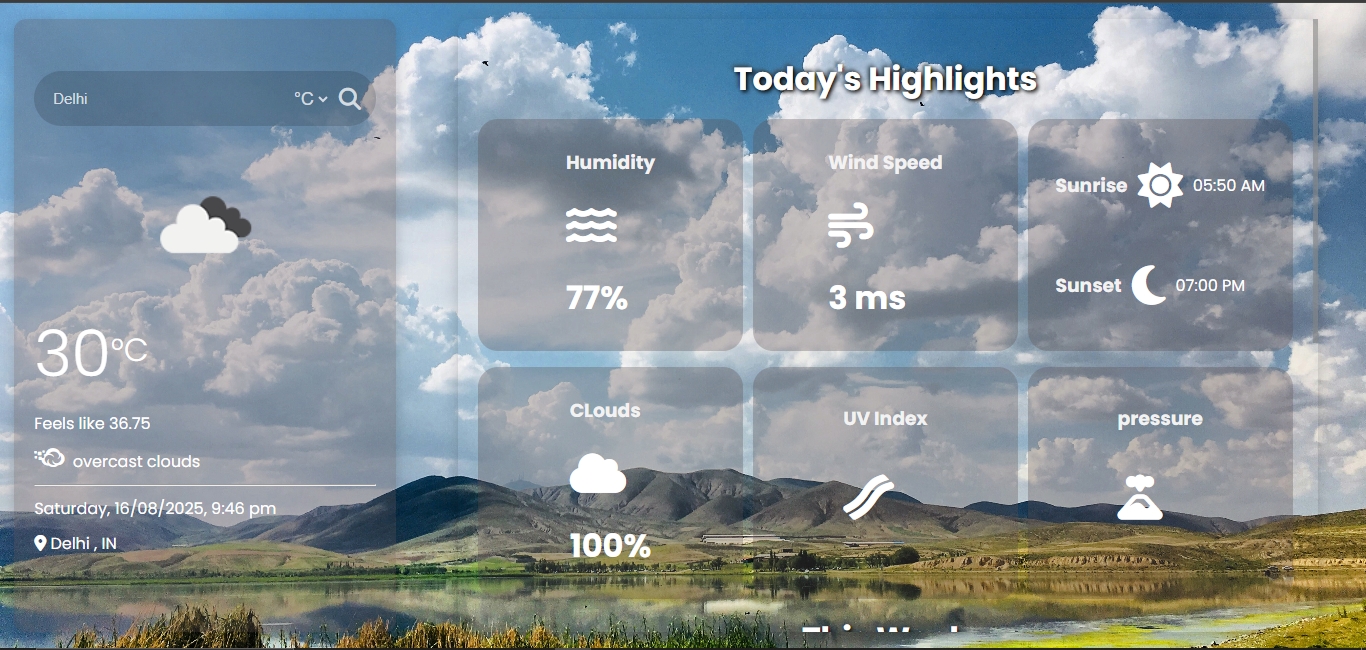 Delhi
°C
30°C
Feels like 36.75
overcast clouds
Saturday, 16/08/2025, 9:46 pm
Delhi , IN
Today's Highlights
Humidity
77%
Wind Speed
3 ms
Sunrise 05:50 AM
Sunset 07:00 PM
CLouds
100%
UV Index
pressure